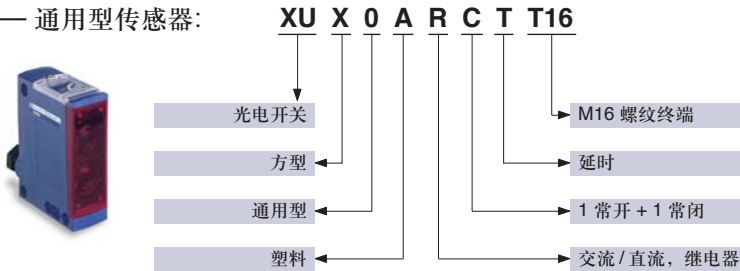 — 通用型传感器: XU X 0 A R C T T16
光电开关 M16 螺纹终端
方型 延时
通用型 1 常开 + 1 常闭
塑料 交流 / 直流，继电器